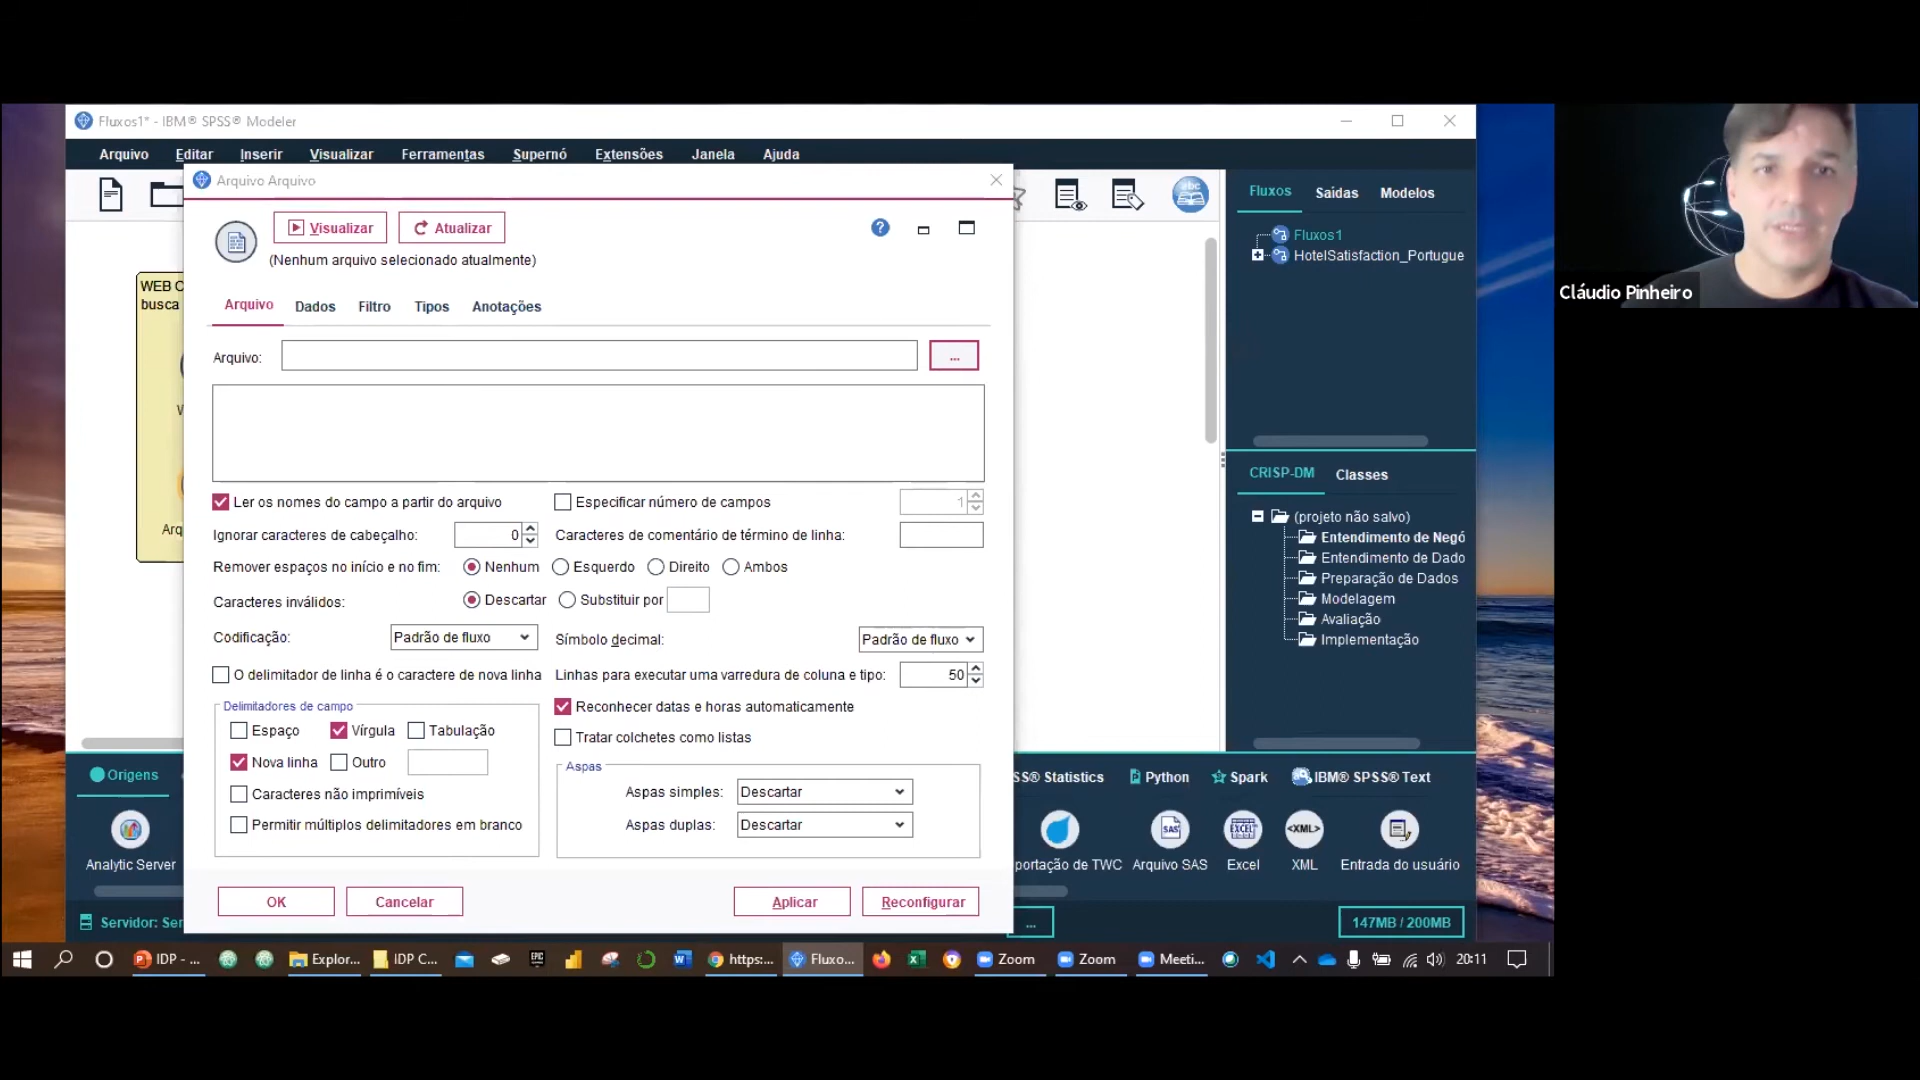 Fluxos1* - IBM® SPSS® Modeler
Arquivo Editar Inserir Visualizar Ferramentas Supernó Extensões Janela Ajuda
Arquivo Arquivo
Visualizar Atualizar
(Nenhum arquivo selecionado atualmente)
Arquivo Dados Filtro Tipos Anotações
Arquivo: ...
Ler os nomes do campo a partir do arquivo Especificar número de campos 1
Ignorar caracteres de cabeçalho: 0 Caracteres de comentário de término de linha:
Remover espaços no início e no fim: Nenhum Esquerdo Direito Ambos
Caracteres inválidos: Descartar Substituir por
Codificação: Padrão de fluxo Símbolo decimal: Padrão de fluxo
O delimitador de linha é o caractere de nova linha Linhas para executar uma varredura de coluna e tipo: 50
Delimitadores de campo
Espaço Vírgula Tabulação
Nova linha Outro
Caracteres não imprimíveis
Permitir múltiplos delimitadores em branco
Reconhecer datas e horas automaticamente
Tratar colchetes como listas
Aspas
Aspas simples: Descartar
Aspas duplas: Descartar
OK Cancelar Aplicar Reconfigurar
WEB C
busca
Arq
abc
Fluxos Saídas Modelos
Fluxos1
HotelSatisfaction_Portugue
CRISP-DM Classes
(projeto não salvo)
Entendimento de Negó
Entendimento de Dado
Preparação de Dados
Modelagem
Avaliação
Implementação
Origens
SS® Statistics Python Spark IBM® SPSS® Text
SAS EXCEL <XML>
Analytic Server portação de TWC Arquivo SAS Excel XML Entrada do usuário
Servidor: Ser ... 147MB / 200MB
IDP - ... Explor... IDP C... EPIC https:... Fluxo... Zoom Zoom Meeti... 20:11
Cláudio Pinheiro